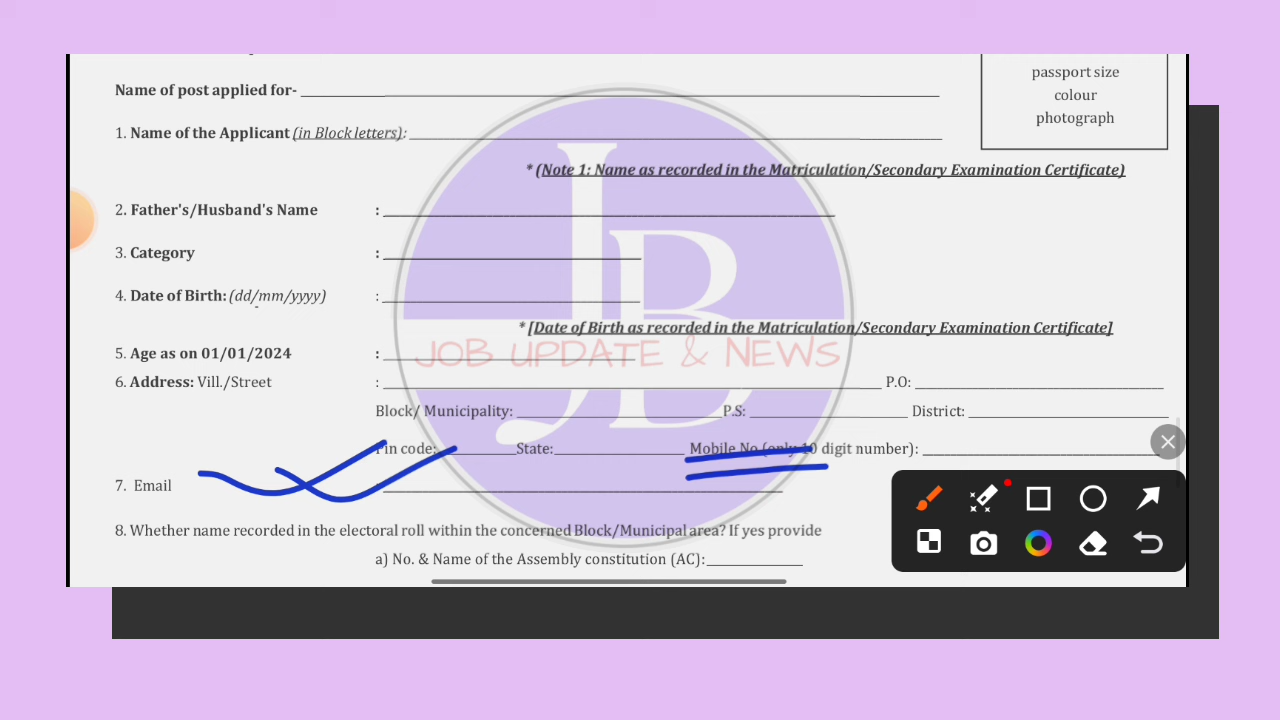 passport size
colour
photograph
Name of post applied for-
1. Name of the Applicant (in Block letters):
* (Note 1: Name as recorded in the Matriculation/Secondary Examination Certificate)
2. Father's/Husband's Name :
3. Category :
4. Date of Birth: (dd/mm/yyyy) :
* [Date of Birth as recorded in the Matriculation/Secondary Examination Certificate]
JB
JOB UPDATE & NEWS
5. Age as on 01/01/2024 :
6. Address: Vill./Street : P.O:
Block/ Municipality: P.S: District:
Pin code: State: Mobile No (only 10 digit number):
7. Email :
8. Whether name recorded in the electoral roll within the concerned Block/Municipal area? If yes provide
a) No. & Name of the Assembly constitution (AC):